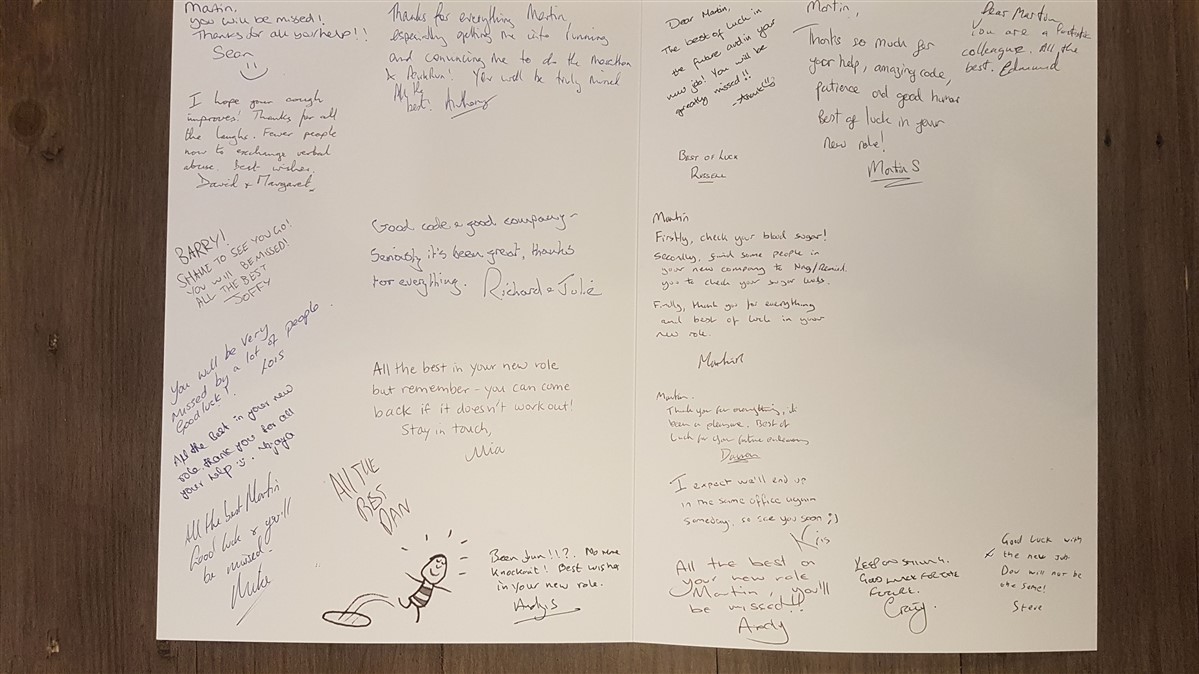 Martin,
you will be missed!
Thanks for all your help!!
Sean
I hope your cough
improves! Thanks for all
the laughs. Fewer people
now to exchange verbal
abuse. Best wishes,
David & Margaret
BARRY!
SHAME TO SEE YOU GO!
YOU WILL BE MISSED!
ALL THE BEST
JOFFY
You will be very
missed by a lot of people.
Good luck! Lois
All the best in your new
role. thank you for all
your help
All the best Martin
Good luck & you'll
be missed!
Thanks for everything Martin,
especially getting me into running
and convincing me to do the marathon
& You will be truly missed
All the
best! Anthony
Good code & good company -
Seriously it's been great, thanks
for everything. Richard & Julie
All the best in your new role
but remember - you can come
back if it doesn't work out!
Stay in touch,
Mia
ALL THE
BEST
DAN
Been fun!!?. No more
knockout! Best wishes
in your new role.
Andy S
Dear Martin,
The best of luck in
the future and in your
new job! You will be
greatly missed!!
Best of Luck
Russell
Martin,
Thanks so much for
your help, amazing code,
patience and good humor
Best of luck in your
new role!
Martin S
Dear Martin
You are a fantastic
colleague. All the
best. Edmund
Martin
Firstly, check your blood sugar!
Secondly, find some people in
your new company to Nag/Remind
you to check your sugar levels.
Finally, thank you for everything
and best of luck in your
new role.
Martin.
Thank you for everything, it's
been a pleasure. Best of
Luck for your future endeavours
Darren
I expect we'll end up
in the same office again
someday, so see you soon ;)
Kris
All the best on
your new role
Martin, you'll
be missed!!
Andy
Keep on
Good luck for the
future.
Craig.
Good luck with
the new job
Dov will not be
the same!
Steve